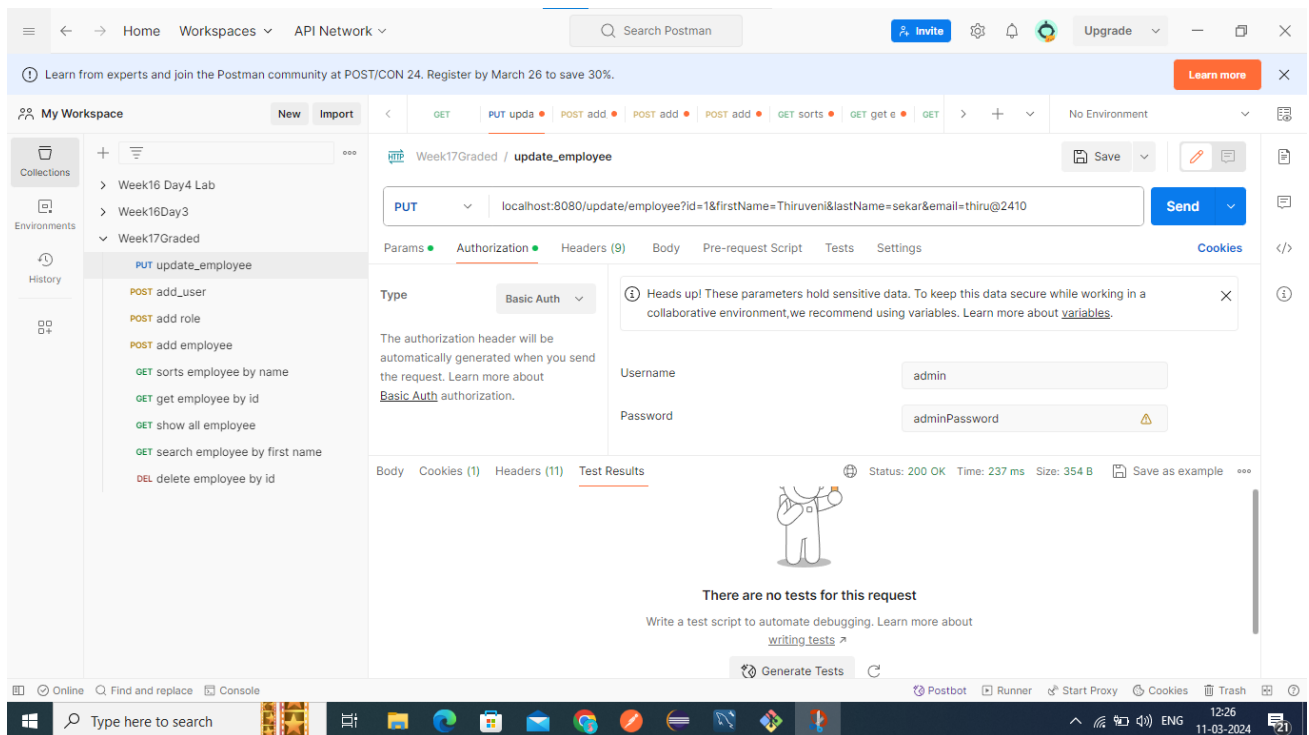 Home Workspaces API Network Search Postman Invite Upgrade
Learn from experts and join the Postman community at POST/CON 24. Register by March 26 to save 30%. Learn more
My Workspace New Import GET PUT upda POST add POST add POST add GET sorts GET get e GET No Environment
Collections
Environments
History
Week16 Day4 Lab
Week16Day3
Week17Graded
PUT update_employee
POST add_user
POST add role
POST add employee
GET sorts employee by name
GET get employee by id
GET show all employee
GET search employee by first name
DEL delete employee by id
HTTP Week17Graded / update_employee Save
PUT localhost:8080/update/employee?id=1&firstName=Thiruveni&lastName=sekar&email=thiru@2410 Send
Params Authorization Headers (9) Body Pre-request Script Tests Settings Cookies
Type Basic Auth
The authorization header will be
automatically generated when you send
the request. Learn more about
Basic Auth authorization.
Heads up! These parameters hold sensitive data. To keep this data secure while working in a
collaborative environment,we recommend using variables. Learn more about variables.
Username admin
Password adminPassword
Body Cookies (1) Headers (11) Test Results Status: 200 OK Time: 237 ms Size: 354 B Save as example
There are no tests for this request
Write a test script to automate debugging. Learn more about
writing tests
Generate Tests
Online Find and replace Console Postbot Runner Start Proxy Cookies Trash
Type here to search ENG 12:26
11-03-2024 21